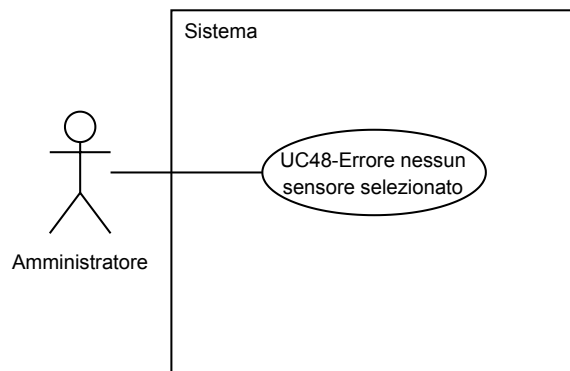 Sistema
UC48-Errore nessun
sensore selezionato
Amministratore